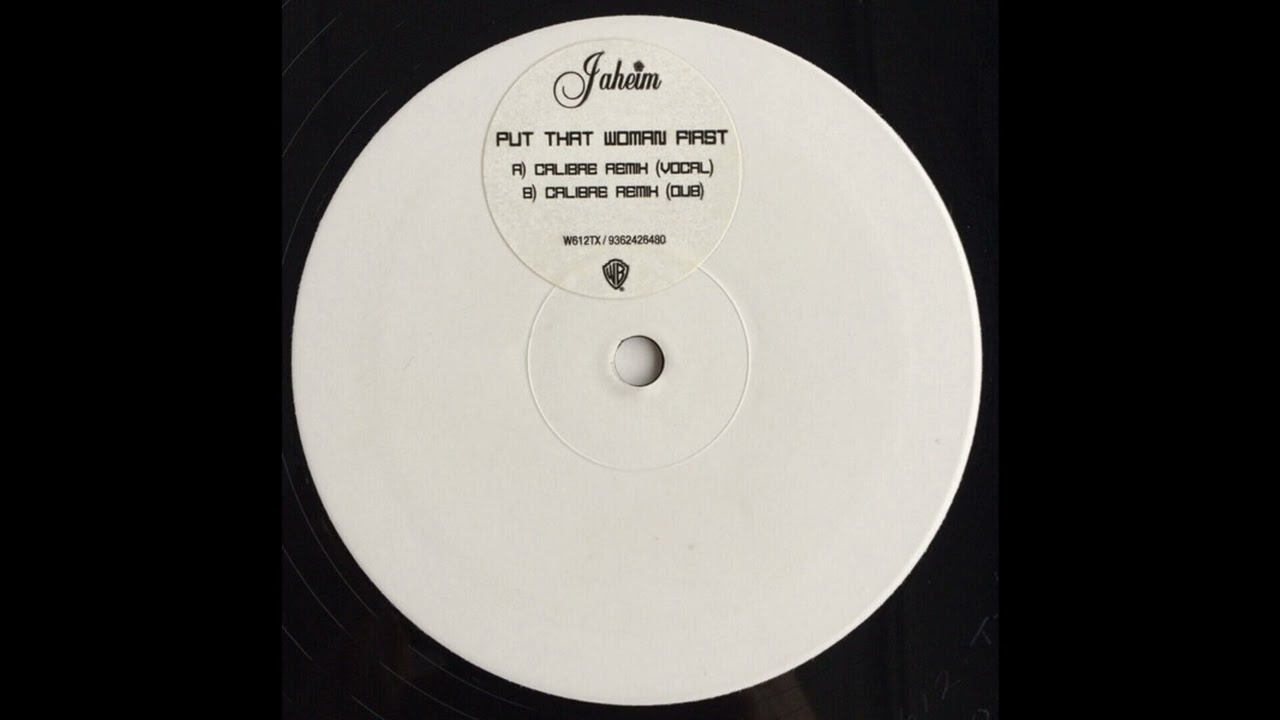 Jaheim
PUT THAT WOMAN FIRST
A) CALIBRE REMIX (VOCAL)
B) CALIBRE REMIX (DUB)
W612TX / 9362426480
WB